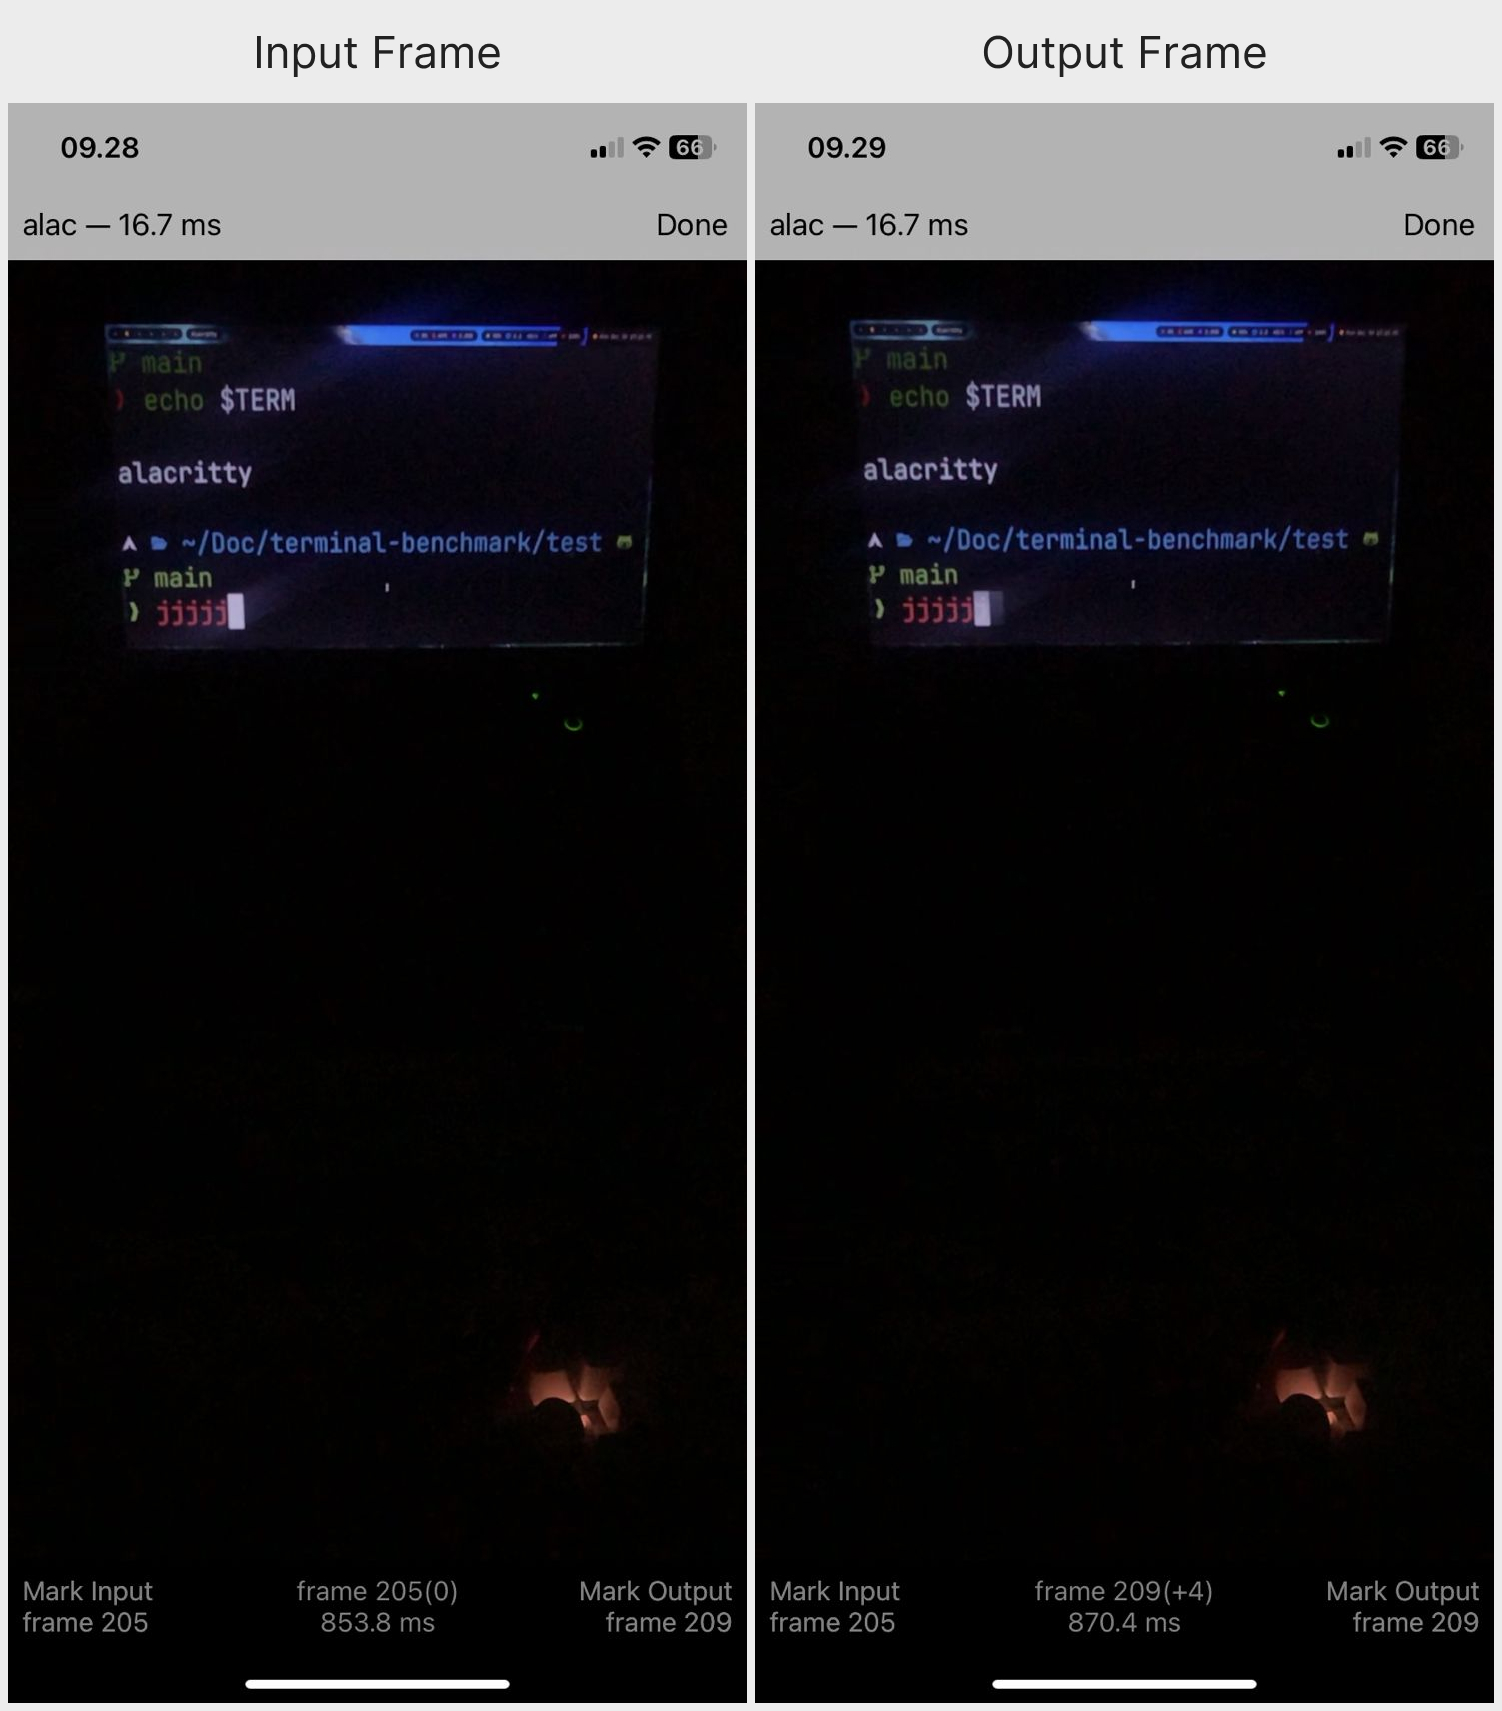 Input Frame
09.28
66
alac — 16.7 ms
Done
main
echo $TERM
alacritty
~/Doc/terminal-benchmark/test
main
❯ jjjjj
Mark Input
frame 205
frame 205(0)
853.8 ms
Mark Output
frame 209
Output Frame
09.29
66
alac — 16.7 ms
Done
main
❯ echo $TERM
alacritty
~/Doc/terminal-benchmark/test
main
❯ jjjjj
Mark Input
frame 205
frame 209(+4)
870.4 ms
Mark Output
frame 209